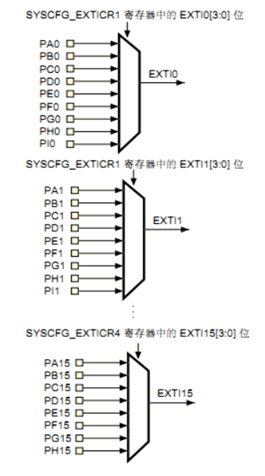 SYSCFG_EXTICR1 寄存器中的 EXTI0[3:0] 位
PA0
PB0
PC0
PD0
PE0
PF0
PG0
PH0
PI0
EXTI0
SYSCFG_EXTICR1 寄存器中的 EXTI1[3:0] 位
PA1
PB1
PC1
PD1
PE1
PF1
PG1
PH1
PI1
EXTI1
SYSCFG_EXTICR4 寄存器中的 EXTI15[3:0] 位
PA15
PB15
PC15
PD15
PE15
PF15
PG15
PH15
EXTI15